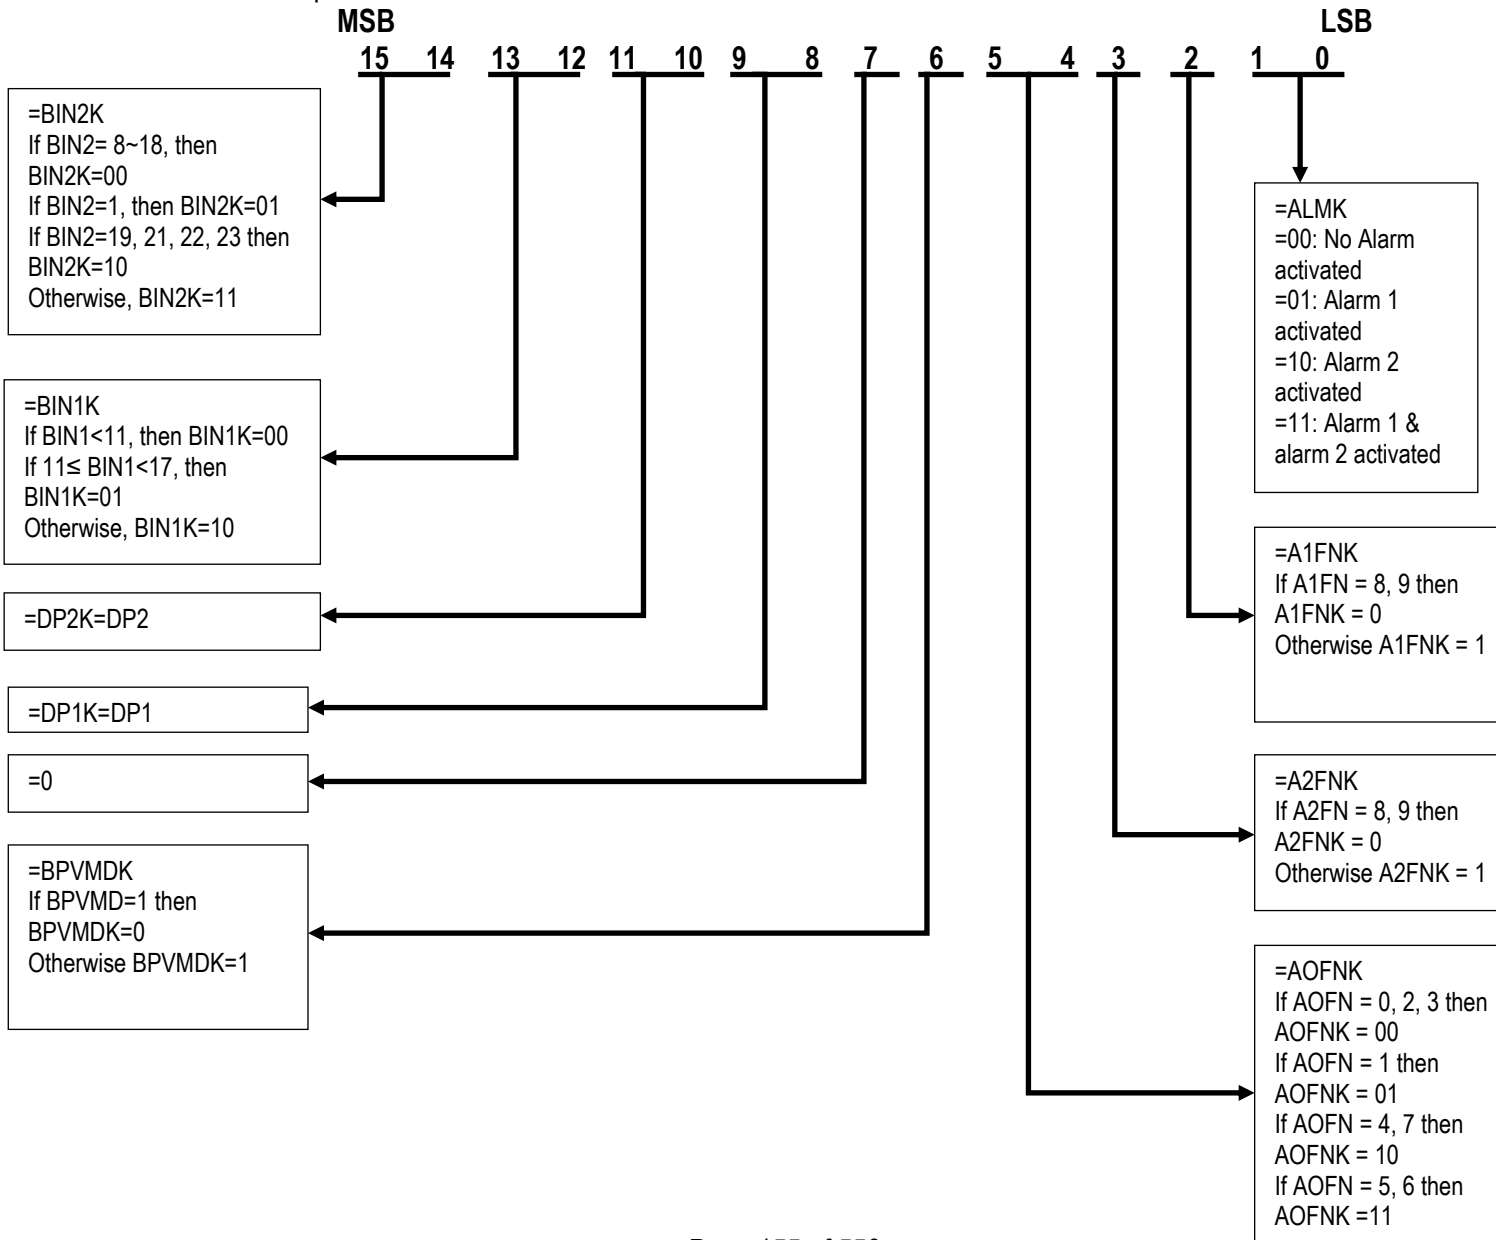 MSB LSB
15 14 13 12 11 10 9 8 7 6 5 4 3 2 1 0
=BIN2K
If BIN2= 8~18, then
BIN2K=00
If BIN2=1, then BIN2K=01
If BIN2=19, 21, 22, 23 then
BIN2K=10
Otherwise, BIN2K=11
=BIN1K
If BIN1<11, then BIN1K=00
If 11≤ BIN1<17, then
BIN1K=01
Otherwise, BIN1K=10
=DP2K=DP2
=DP1K=DP1
=0
=BPVMDK
If BPVMD=1 then
BPVMDK=0
Otherwise BPVMDK=1
=ALMK
=00: No Alarm
activated
=01: Alarm 1
activated
=10: Alarm 2
activated
=11: Alarm 1 &
alarm 2 activated
=A1FNK
If A1FN = 8, 9 then
A1FNK = 0
Otherwise A1FNK = 1
=A2FNK
If A2FN = 8, 9 then
A2FNK = 0
Otherwise A2FNK = 1
=AOFNK
If AOFN = 0, 2, 3 then
AOFNK = 00
If AOFN = 1 then
AOFNK = 01
If AOFN = 4, 7 then
AOFNK = 10
If AOFN = 5, 6 then
AOFNK =11